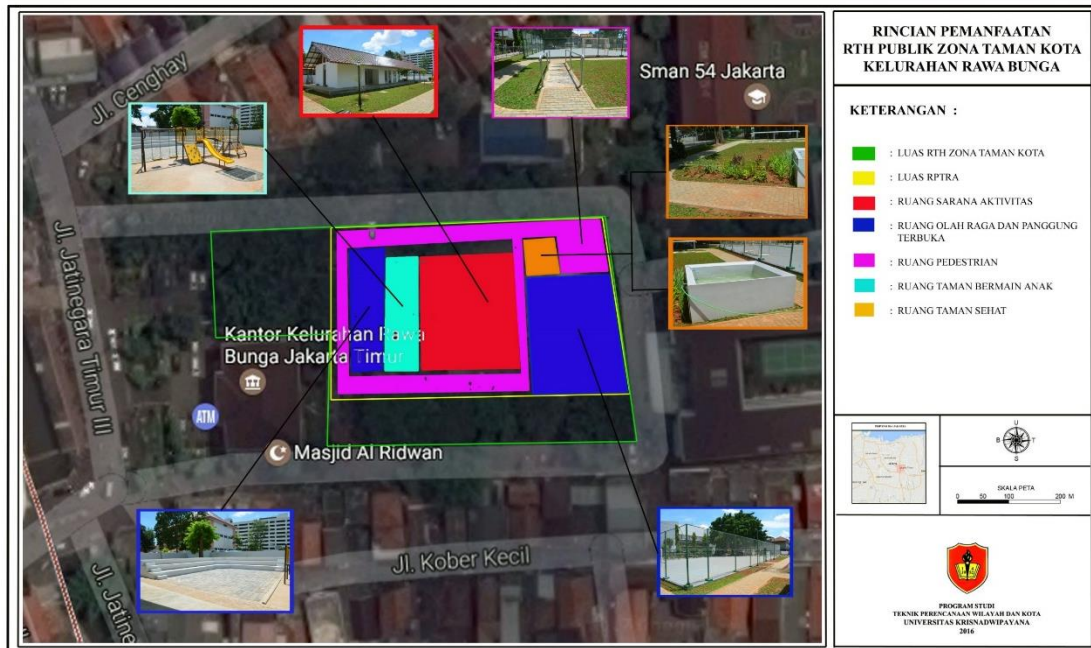 RINCIAN PEMANFAATAN
RTH PUBLIK ZONA TAMAN KOTA
KELURAHAN RAWA BUNGA
KETERANGAN :
: LUAS RTH ZONA TAMAN KOTA
: LUAS RPTRA
: RUANG SARANA AKTIVITAS
: RUANG OLAH RAGA DAN PANGGUNG
TERBUKA
: RUANG PEDESTRIAN
: RUANG TAMAN BERMAIN ANAK
: RUANG TAMAN SEHAT
U
B T
S
SKALA PETA
0 50 100 200 M
PROGRAM STUDI
TEKNIK PERENCANAAN WILAYAH DAN KOTA
UNIVERSITAS KRISNADWIPAYANA
2016
Jl. Cenghay
Sman 54 Jakarta
Jl. Jatinegara Timur III
Kantor Kelurahan Rawa
Bunga Jakarta Timur
ATM
Masjid Al Ridwan
Jl. Kober Kecil
Jl. Jatine